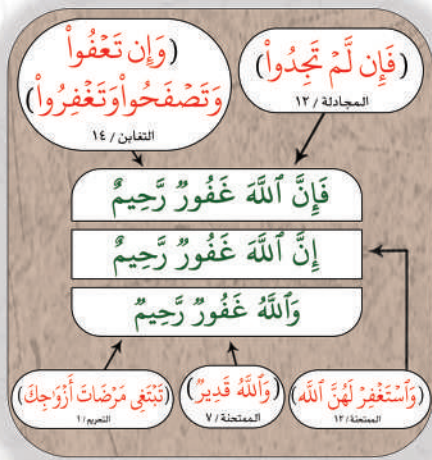 (فَإِن لَّمْ تَجِدُوا۟)
المجادلة / ١٢
(وَإِن تَعْفُوا۟
وَتَصْفَحُوا۟ وَتَغْفِرُوا۟)
التغابن / ١٤
فَإِنَّ ٱللَّهَ غَفُورٌ رَّحِيمٌ
إِنَّ ٱللَّهَ غَفُورٌ رَّحِيمٌ
وَٱللَّهُ غَفُورٌ رَّحِيمٌ
(وَٱسْتَغْفِرْ لَهُنَّ ٱللَّه)
الممتحنة / ١٢
(وَٱللَّهُ قَدِيرٌ)
الممتحنة / ٧
(تَبْتَغِى مَرْضَاتَ أَزْوَٰجِكَ)
التحريم / ١